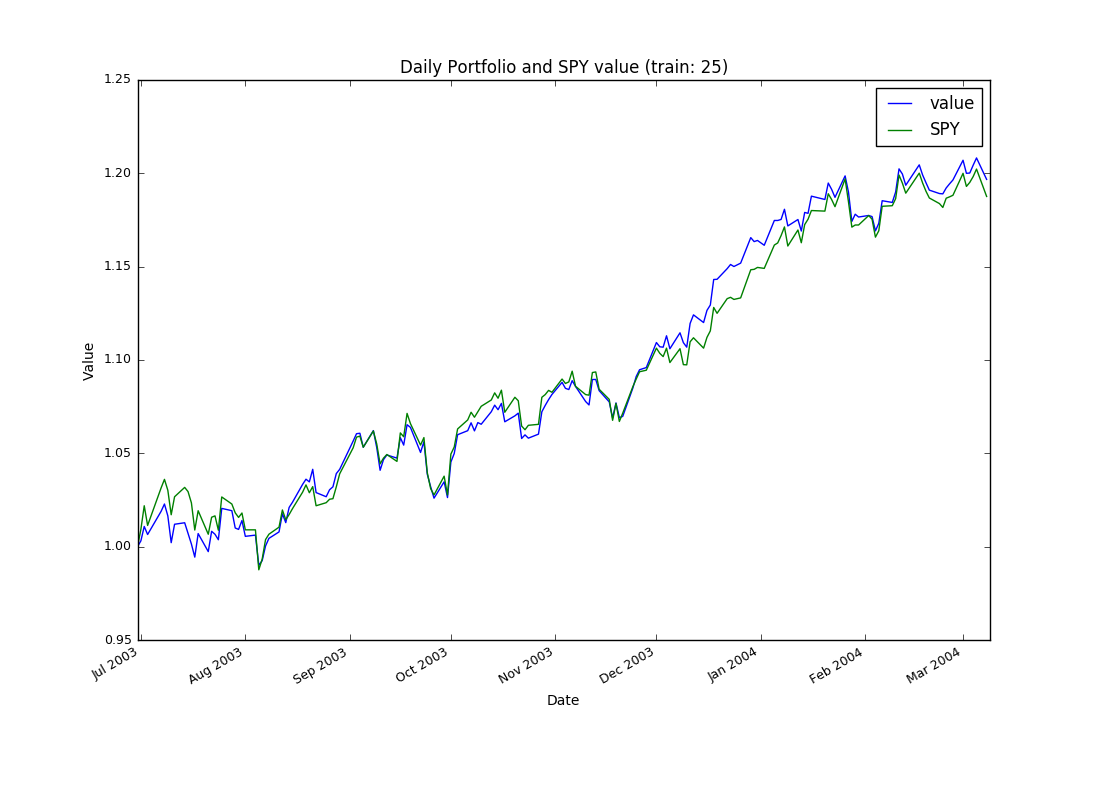 Daily Portfolio and SPY value (train: 25)
1.25
value
SPY
1.20
1.15
1.10
Value
1.05
1.00
0.95
Jul 2003
Aug 2003
Sep 2003
Oct 2003
Nov 2003
Dec 2003
Jan 2004
Feb 2004
Mar 2004
Date